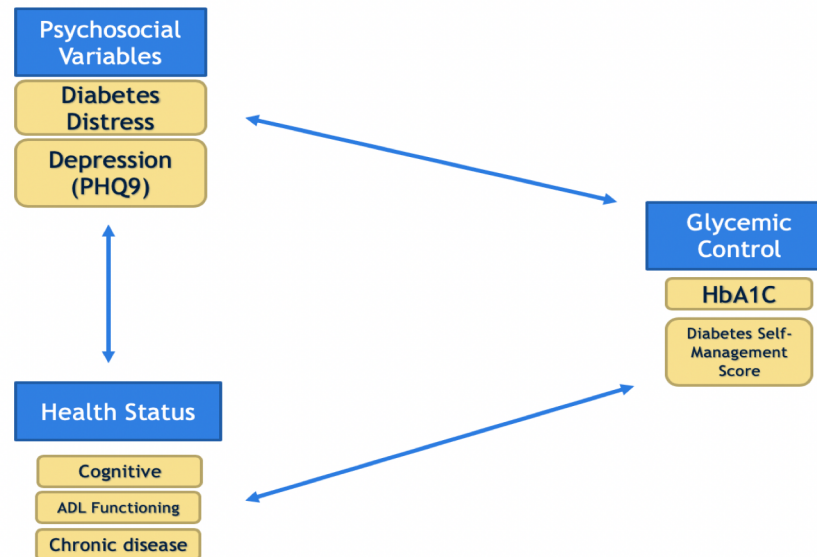 Psychosocial
Variables
Diabetes
Distress
Depression
(PHQ9)
Glycemic
Control
HbA1C
Diabetes Self-
Management
Score
Health Status
Cognitive
ADL Functioning
Chronic disease